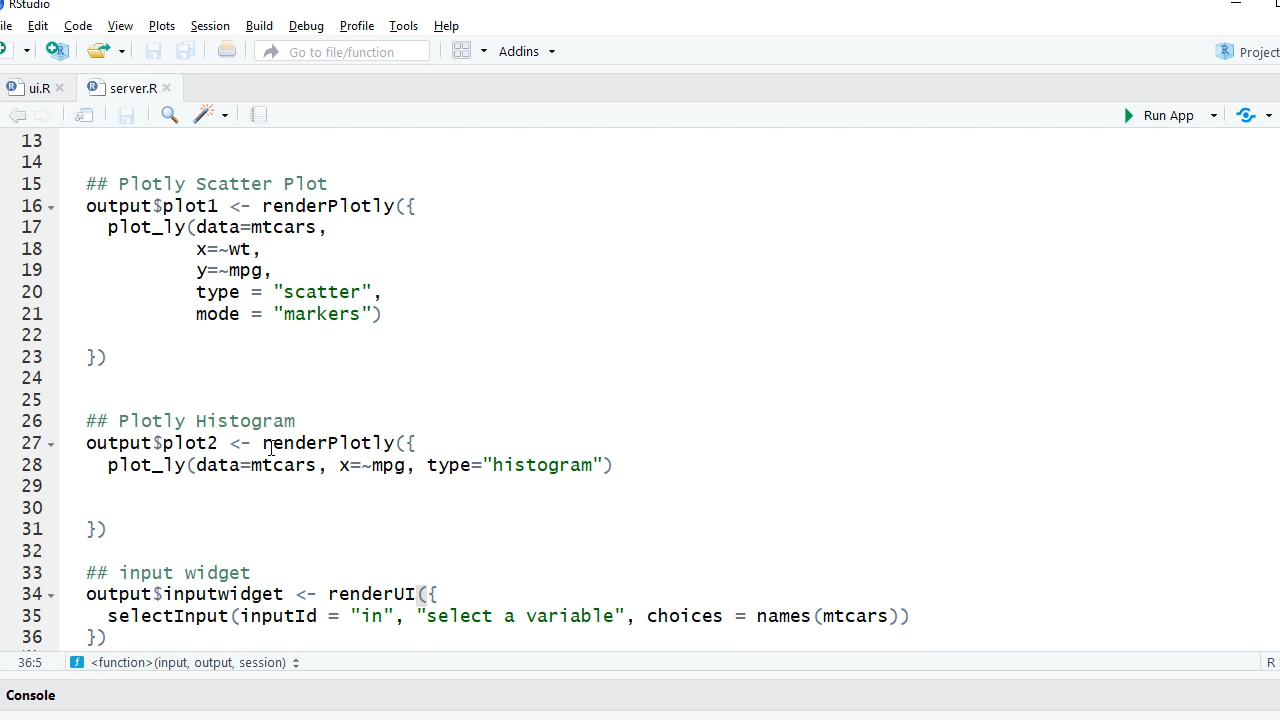 RStudio
ile Edit Code View Plots Session Build Debug Profile Tools Help
Go to file/function Addins Project
ui.R server.R
Run App
13
14
15 ## Plotly Scatter Plot
16 output$plot1 <- renderPlotly({
17 plot_ly(data=mtcars,
18 x=~wt,
19 y=~mpg,
20 type = "scatter",
21 mode = "markers")
22
23 })
24
25
26 ## Plotly Histogram
27 output$plot2 <- renderPlotly({
28 plot_ly(data=mtcars, x=~mpg, type="histogram")
29
30
31 })
32
33 ## input widget
34 output$inputwidget <- renderUI({
35 selectInput(inputId = "in", "select a variable", choices = names(mtcars))
36 })
36:5 <function>(input, output, session) R
Console